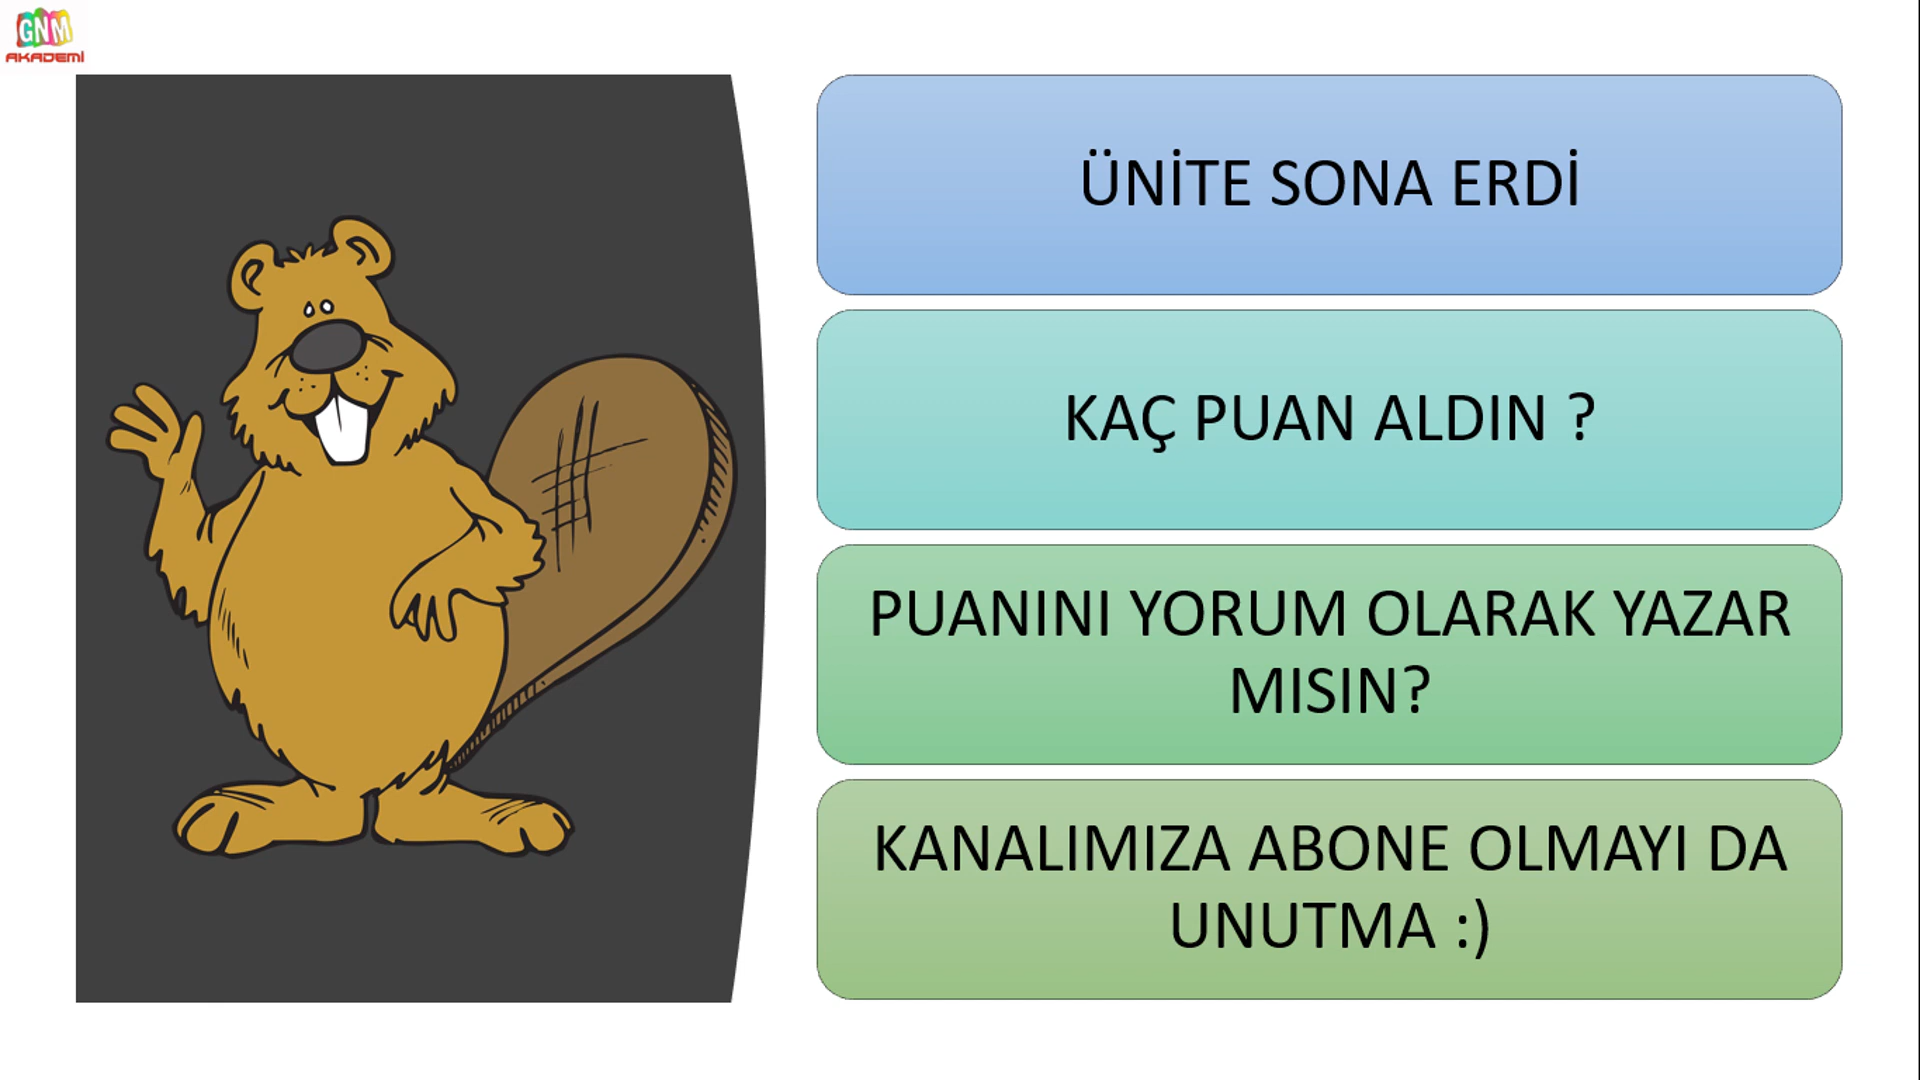 GNM
AKADEMİ
ÜNİTE SONA ERDİ
KAÇ PUAN ALDIN ?
PUANINI YORUM OLARAK YAZAR
MISIN?
KANALIMIZA ABONE OLMAYI DA
UNUTMA :)